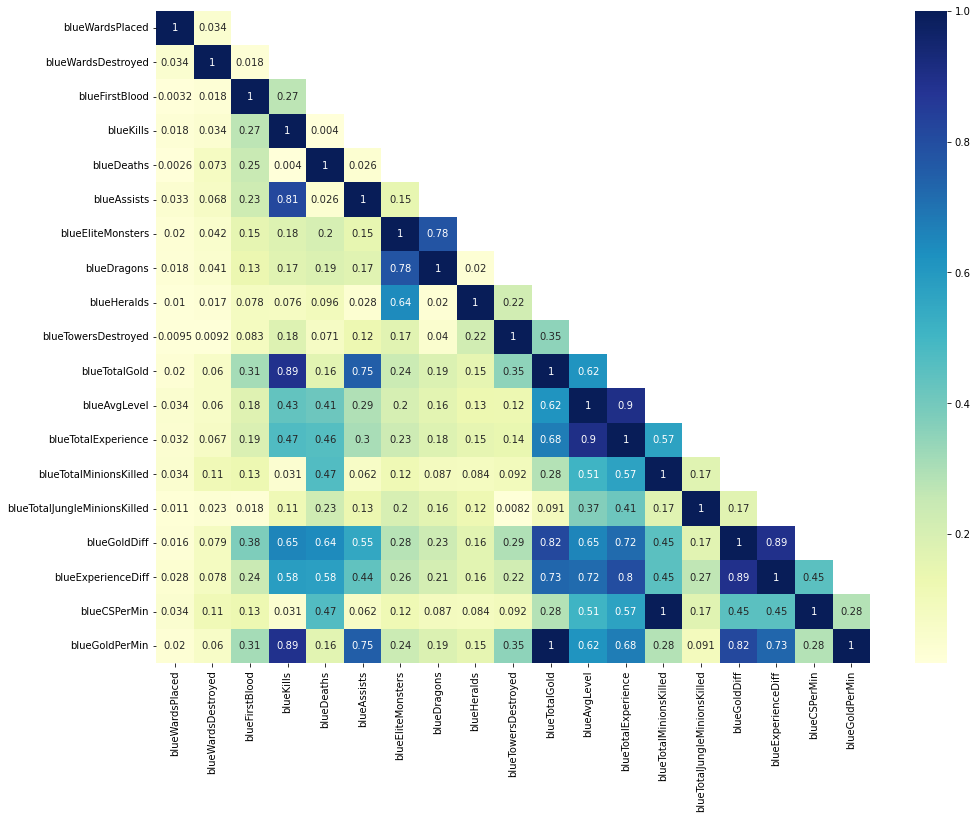 blueWardsPlaced 1 0.034
blueWardsDestroyed 0.034 1 0.018
blueFirstBlood 0.0032 0.018 1 0.27
blueKills 0.018 0.034 0.27 1 0.004
blueDeaths 0.0026 0.073 0.25 0.004 1 0.026
blueAssists 0.033 0.068 0.23 0.81 0.026 1 0.15
blueEliteMonsters 0.02 0.042 0.15 0.18 0.2 0.15 1 0.78
blueDragons 0.018 0.041 0.13 0.17 0.19 0.17 0.78 1 0.02
blueHeralds 0.01 0.017 0.078 0.076 0.096 0.028 0.64 0.02 1 0.22
blueTowersDestroyed 0.0095 0.0092 0.083 0.18 0.071 0.12 0.17 0.04 0.22 1 0.35
blueTotalGold 0.02 0.06 0.31 0.89 0.16 0.75 0.24 0.19 0.15 0.35 1 0.62
blueAvgLevel 0.034 0.06 0.18 0.43 0.41 0.29 0.2 0.16 0.13 0.12 0.62 1 0.9
blueTotalExperience 0.032 0.067 0.19 0.47 0.46 0.3 0.23 0.18 0.15 0.14 0.68 0.9 1 0.57
blueTotalMinionsKilled 0.034 0.11 0.13 0.031 0.47 0.062 0.12 0.087 0.084 0.092 0.28 0.51 0.57 1 0.17
blueTotalJungleMinionsKilled 0.011 0.023 0.018 0.11 0.23 0.13 0.2 0.16 0.12 0.0082 0.091 0.37 0.41 0.17 1 0.17
blueGoldDiff 0.016 0.079 0.38 0.65 0.64 0.55 0.28 0.23 0.16 0.29 0.82 0.65 0.72 0.45 0.17 1 0.89
blueExperienceDiff 0.028 0.078 0.24 0.58 0.58 0.44 0.26 0.21 0.16 0.22 0.73 0.72 0.8 0.45 0.27 0.89 1 0.45
blueCSPerMin 0.034 0.11 0.13 0.031 0.47 0.062 0.12 0.087 0.084 0.092 0.28 0.51 0.57 1 0.17 0.45 0.45 1 0.28
blueGoldPerMin 0.02 0.06 0.31 0.89 0.16 0.75 0.24 0.19 0.15 0.35 1 0.62 0.68 0.28 0.091 0.82 0.73 0.28 1
blueWardsPlaced
blueWardsDestroyed
blueFirstBlood
blueKills
blueDeaths
blueAssists
blueEliteMonsters
blueDragons
blueHeralds
blueTowersDestroyed
blueTotalGold
blueAvgLevel
blueTotalExperience
blueTotalMinionsKilled
blueTotalJungleMinionsKilled
blueGoldDiff
blueExperienceDiff
blueCSPerMin
blueGoldPerMin
1.0
0.8
0.6
0.4
0.2